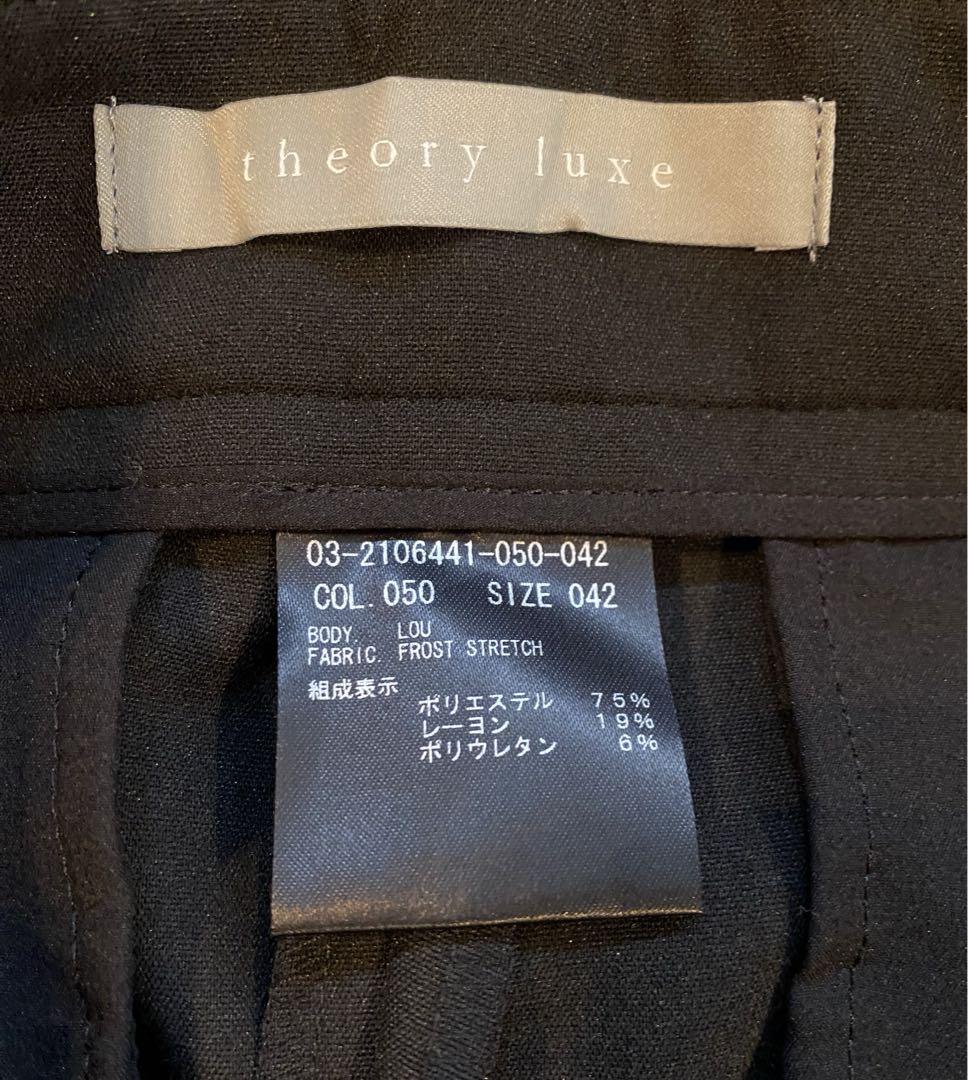 theory luxe
03-2106441-050-042
COL. 050 SIZE 042
BODY. LOU
FABRIC. FROST STRETCH
組成表示
ポリエステル 75%
レーヨン 19%
ポリウレタン 6%